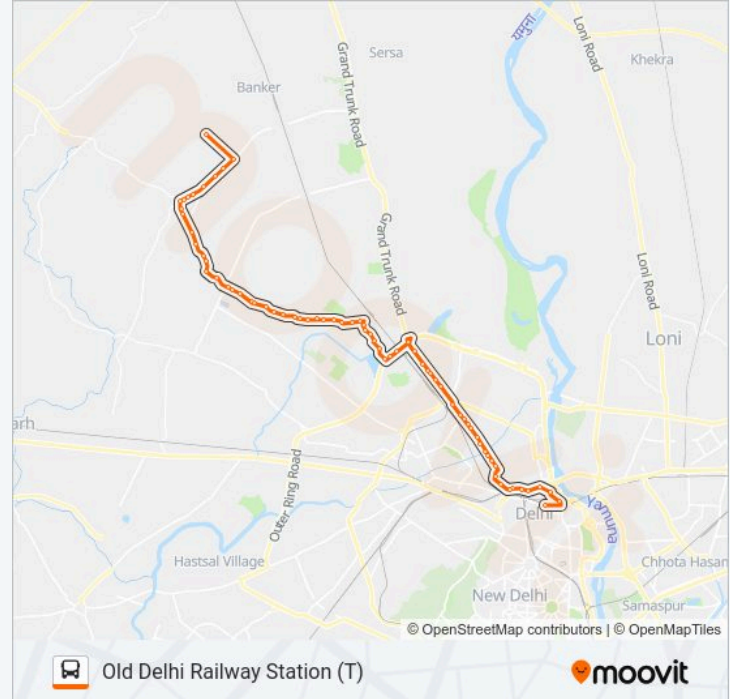 यमुना
Loni Road
Sersa
Khekra
Grand Trunk Road
Banker
Grand Trunk Road
Loni Road
Loni
arh
Outer Ring Road
Delhi
Yamuna
Hastsal Village
Chhota Hasan
New Delhi
Samaspur
© OpenStreetMap contributors | © OpenMapTiles
Old Delhi Railway Station (T)
moovit